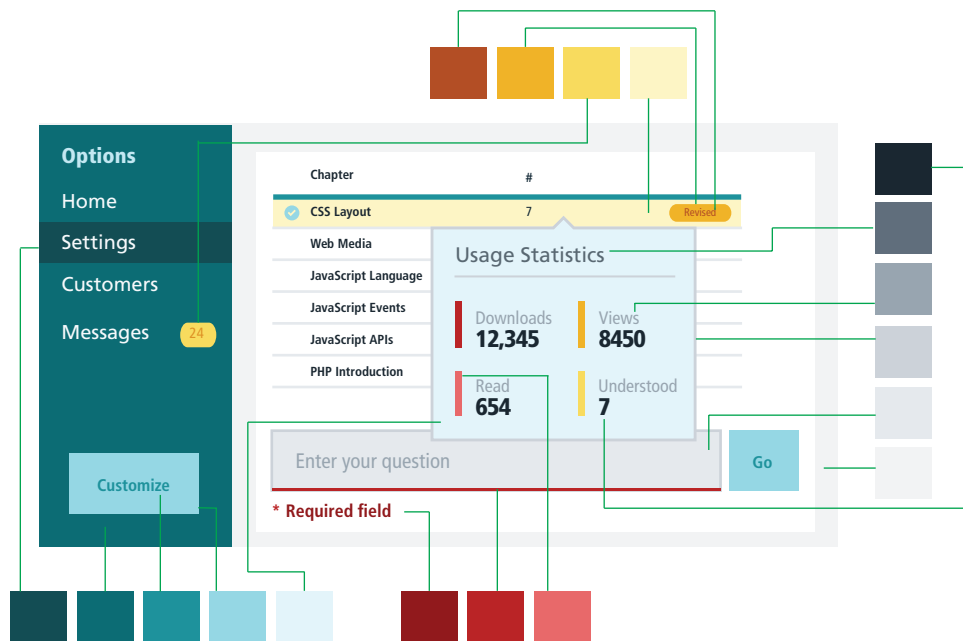 Options
Home
Settings
Customers
Messages 24
Customize
Chapter #
CSS Layout 7 Revised
Web Media
JavaScript Language
JavaScript Events
JavaScript APIs
PHP Introduction
Usage Statistics
Downloads
12,345
Views
8450
Read
654
Understood
7
Enter your question
Go
* Required field